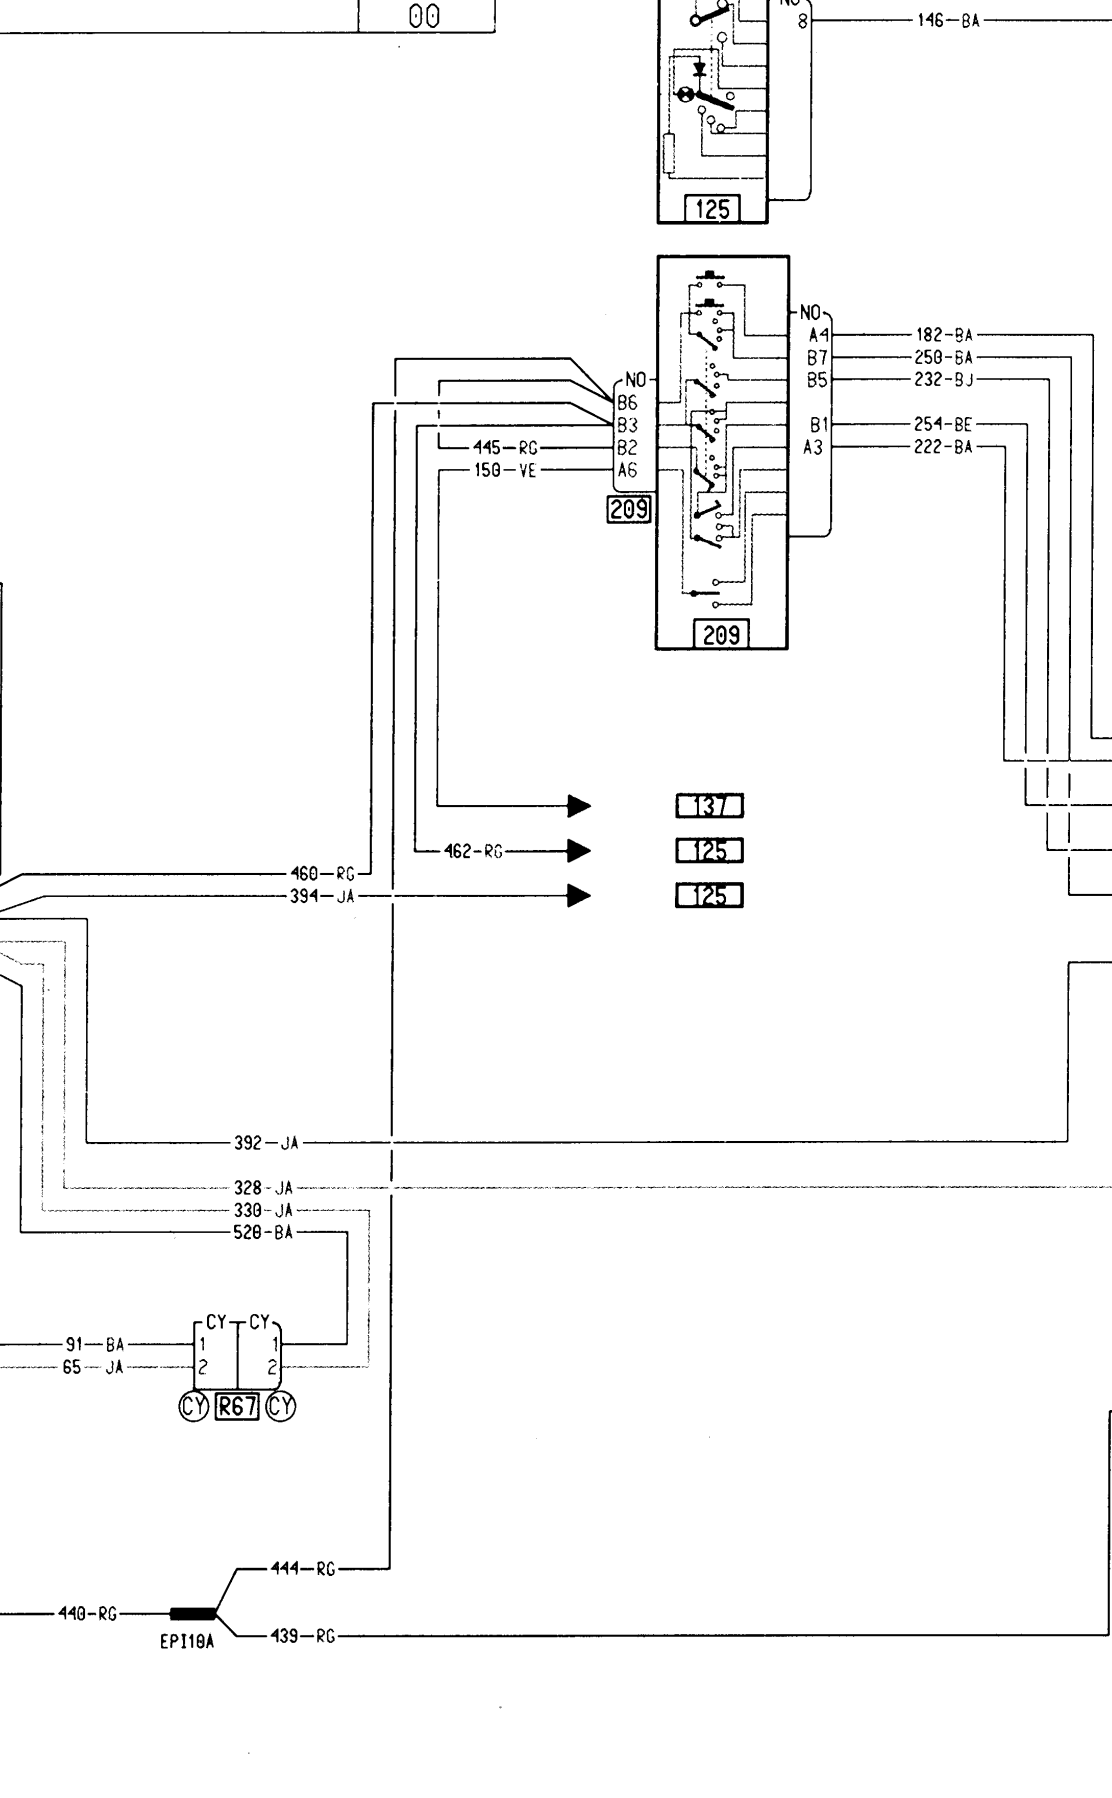 00
NO
8
146-BA
125
NO
A4
182-BA
B7
250-BA
NO
B5
232-BJ
B6
B3
B1
254-BE
445-RG
B2
A3
222-BA
150-VE
A6
209
209
137
462-RG
125
460-RG
394-JA
125
392-JA
328-JA
330-JA
520-BA
CY CY
91-BA
1 1
65-JA
2 2
CY R67 CY
444-RG
440-RG
439-RG
EPI10A